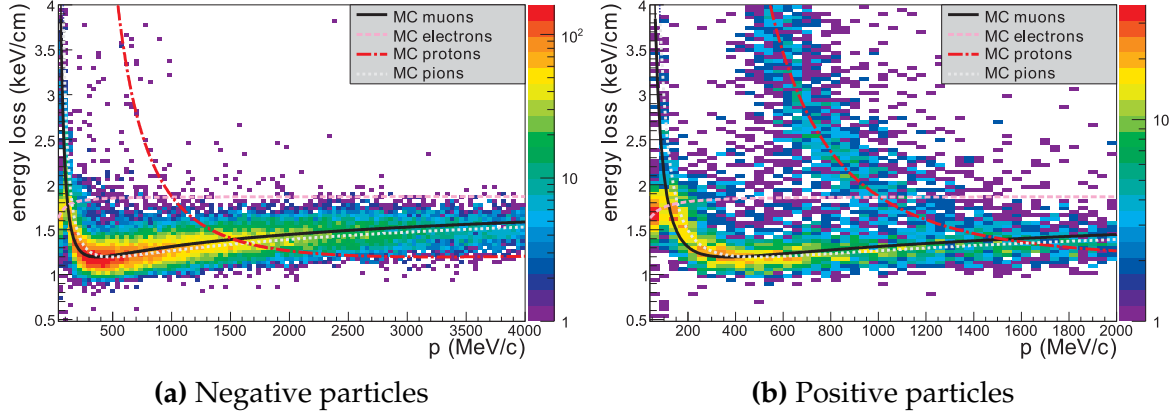 energy loss (keV/cm)
4
3.5
3
2.5
2
1.5
1
0.5
MC muons
MC electrons
MC protons
MC pions
10²
10
1
500 1000 1500 2000 2500 3000 3500 4000
p (MeV/c)
(a) Negative particles
energy loss (keV/cm)
4
3.5
3
2.5
2
1.5
1
0.5
MC muons
MC electrons
MC protons
MC pions
10
1
200 400 600 800 1000 1200 1400 1600 1800 2000
p (MeV/c)
(b) Positive particles